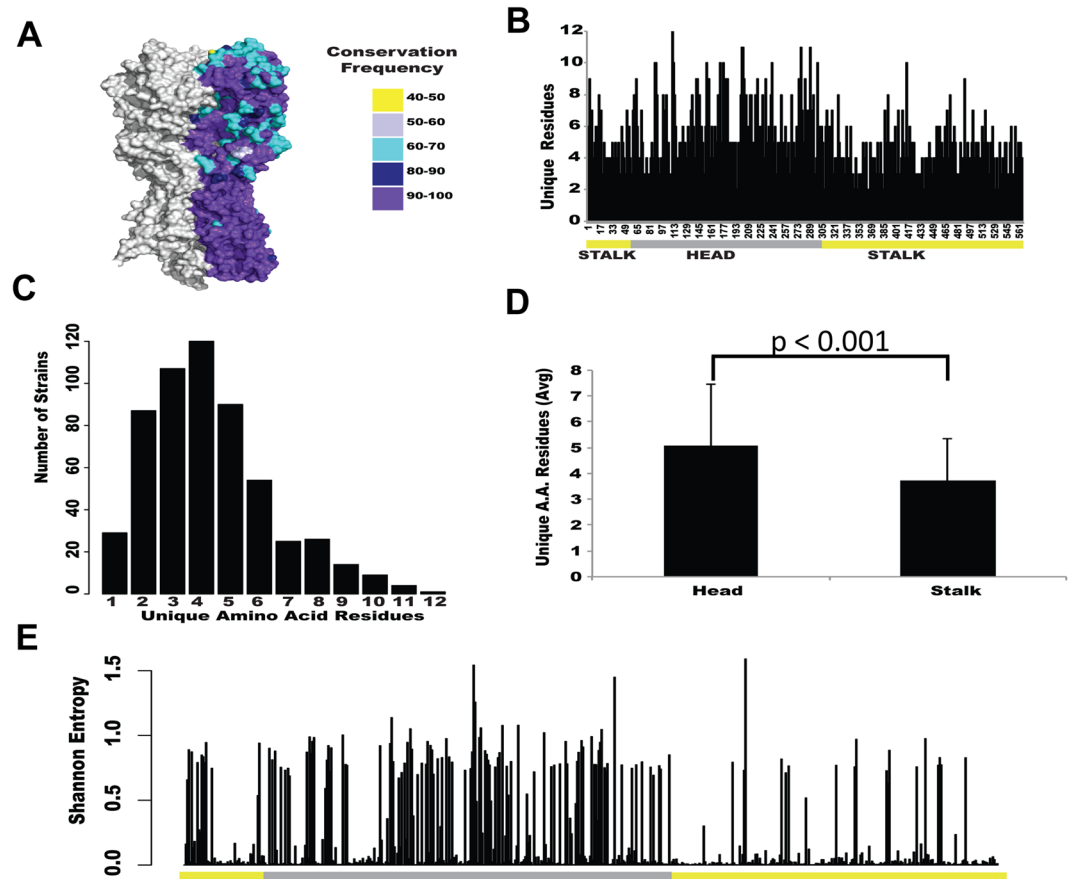 A
Conservation
Frequency
40-50
50-60
60-70
80-90
90-100
B
Unique Residues
12
10
8
6
4
2
0
1 17 33 49 65 81 97 113 129 145 161 177 193 209 225 241 257 273 289 305 321 337 353 369 385 401 417 433 449 465 481 497 513 529 545 561
STALK HEAD STALK
C
Number of Strains
120
100
80
60
40
20
0
1 2 3 4 5 6 7 8 9 10 11 12
Unique Amino Acid Residues
D
p < 0.001
Unique A.A. Residues (Avg)
8
7
6
5
4
3
2
1
0
Head Stalk
E
Shannon Entropy
1.5
1.0
0.5
0.0